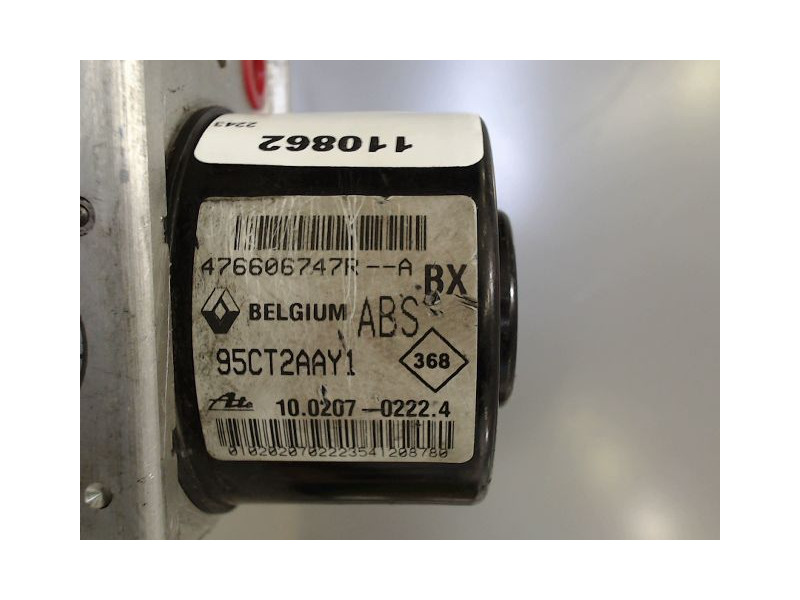 110862
2243
476606747R--A
BX
BELGIUM ABS
95CT2AAY1
368
Ate 10.0207-0222.4
0102020702223541208780